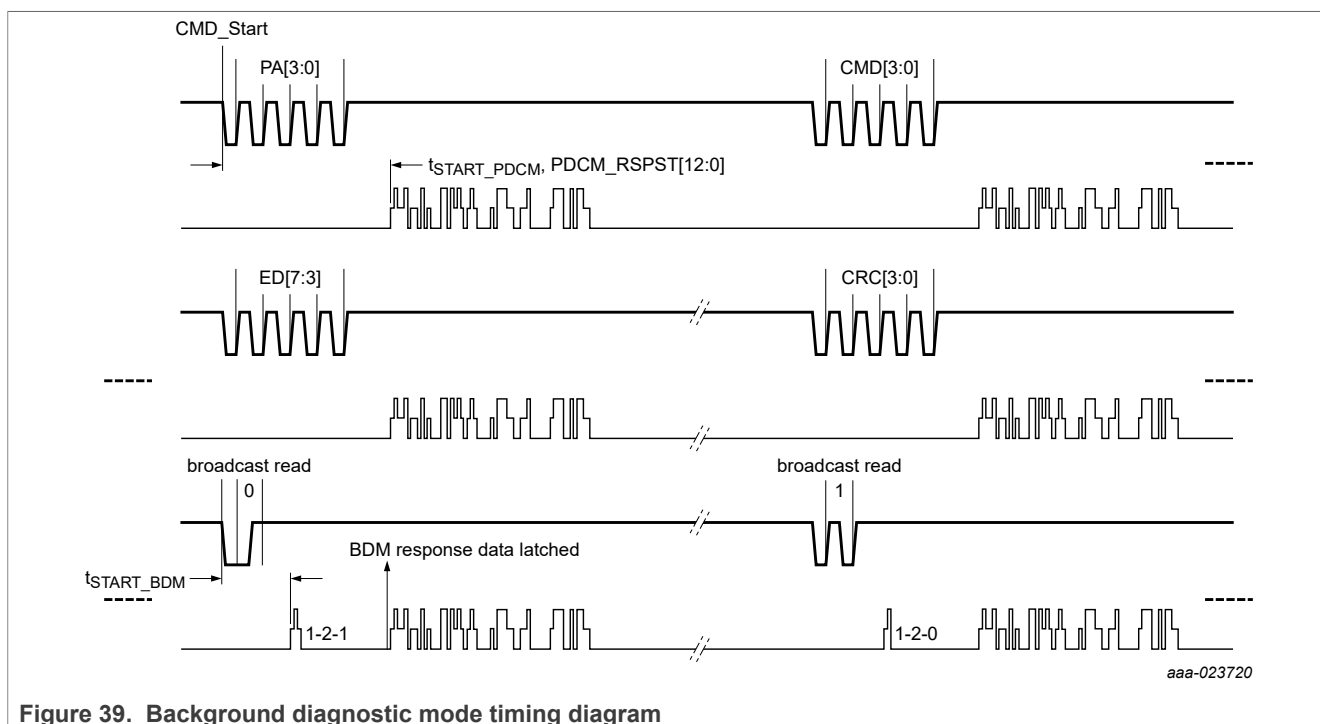 CMD_Start
PA[3:0]
CMD[3:0]
tSTART_PDCM, PDCM_RSPST[12:0]
ED[7:3]
CRC[3:0]
broadcast read
broadcast read
0
1
BDM response data latched
tSTART_BDM
1-2-1
1-2-0
aaa-023720
Figure 39. Background diagnostic mode timing diagram